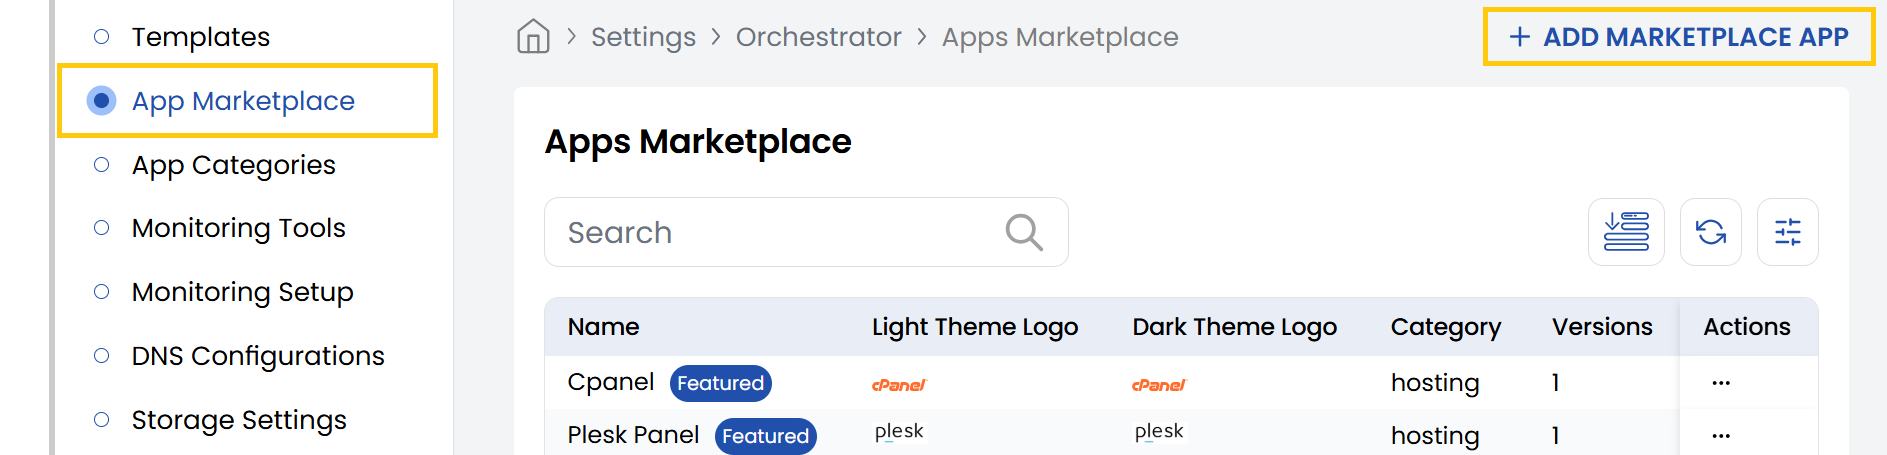 Templates
App Marketplace
App Categories
Monitoring Tools
Monitoring Setup
DNS Configurations
Storage Settings
Settings > Orchestrator > Apps Marketplace
+ ADD MARKETPLACE APP
Apps Marketplace
Search
Name Light Theme Logo Dark Theme Logo Category Versions Actions
Cpanel Featured cPanel cPanel hosting 1 ...
Plesk Panel Featured plesk plesk hosting 1 ...